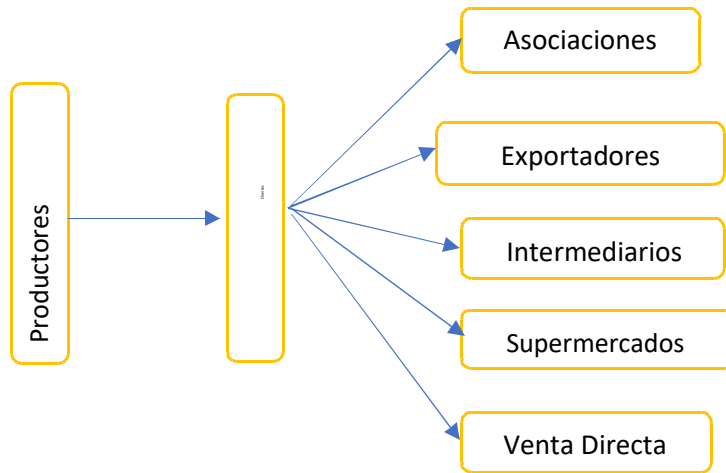 Productores
Asociaciones
Exportadores
Intermediarios
Supermercados
Venta Directa